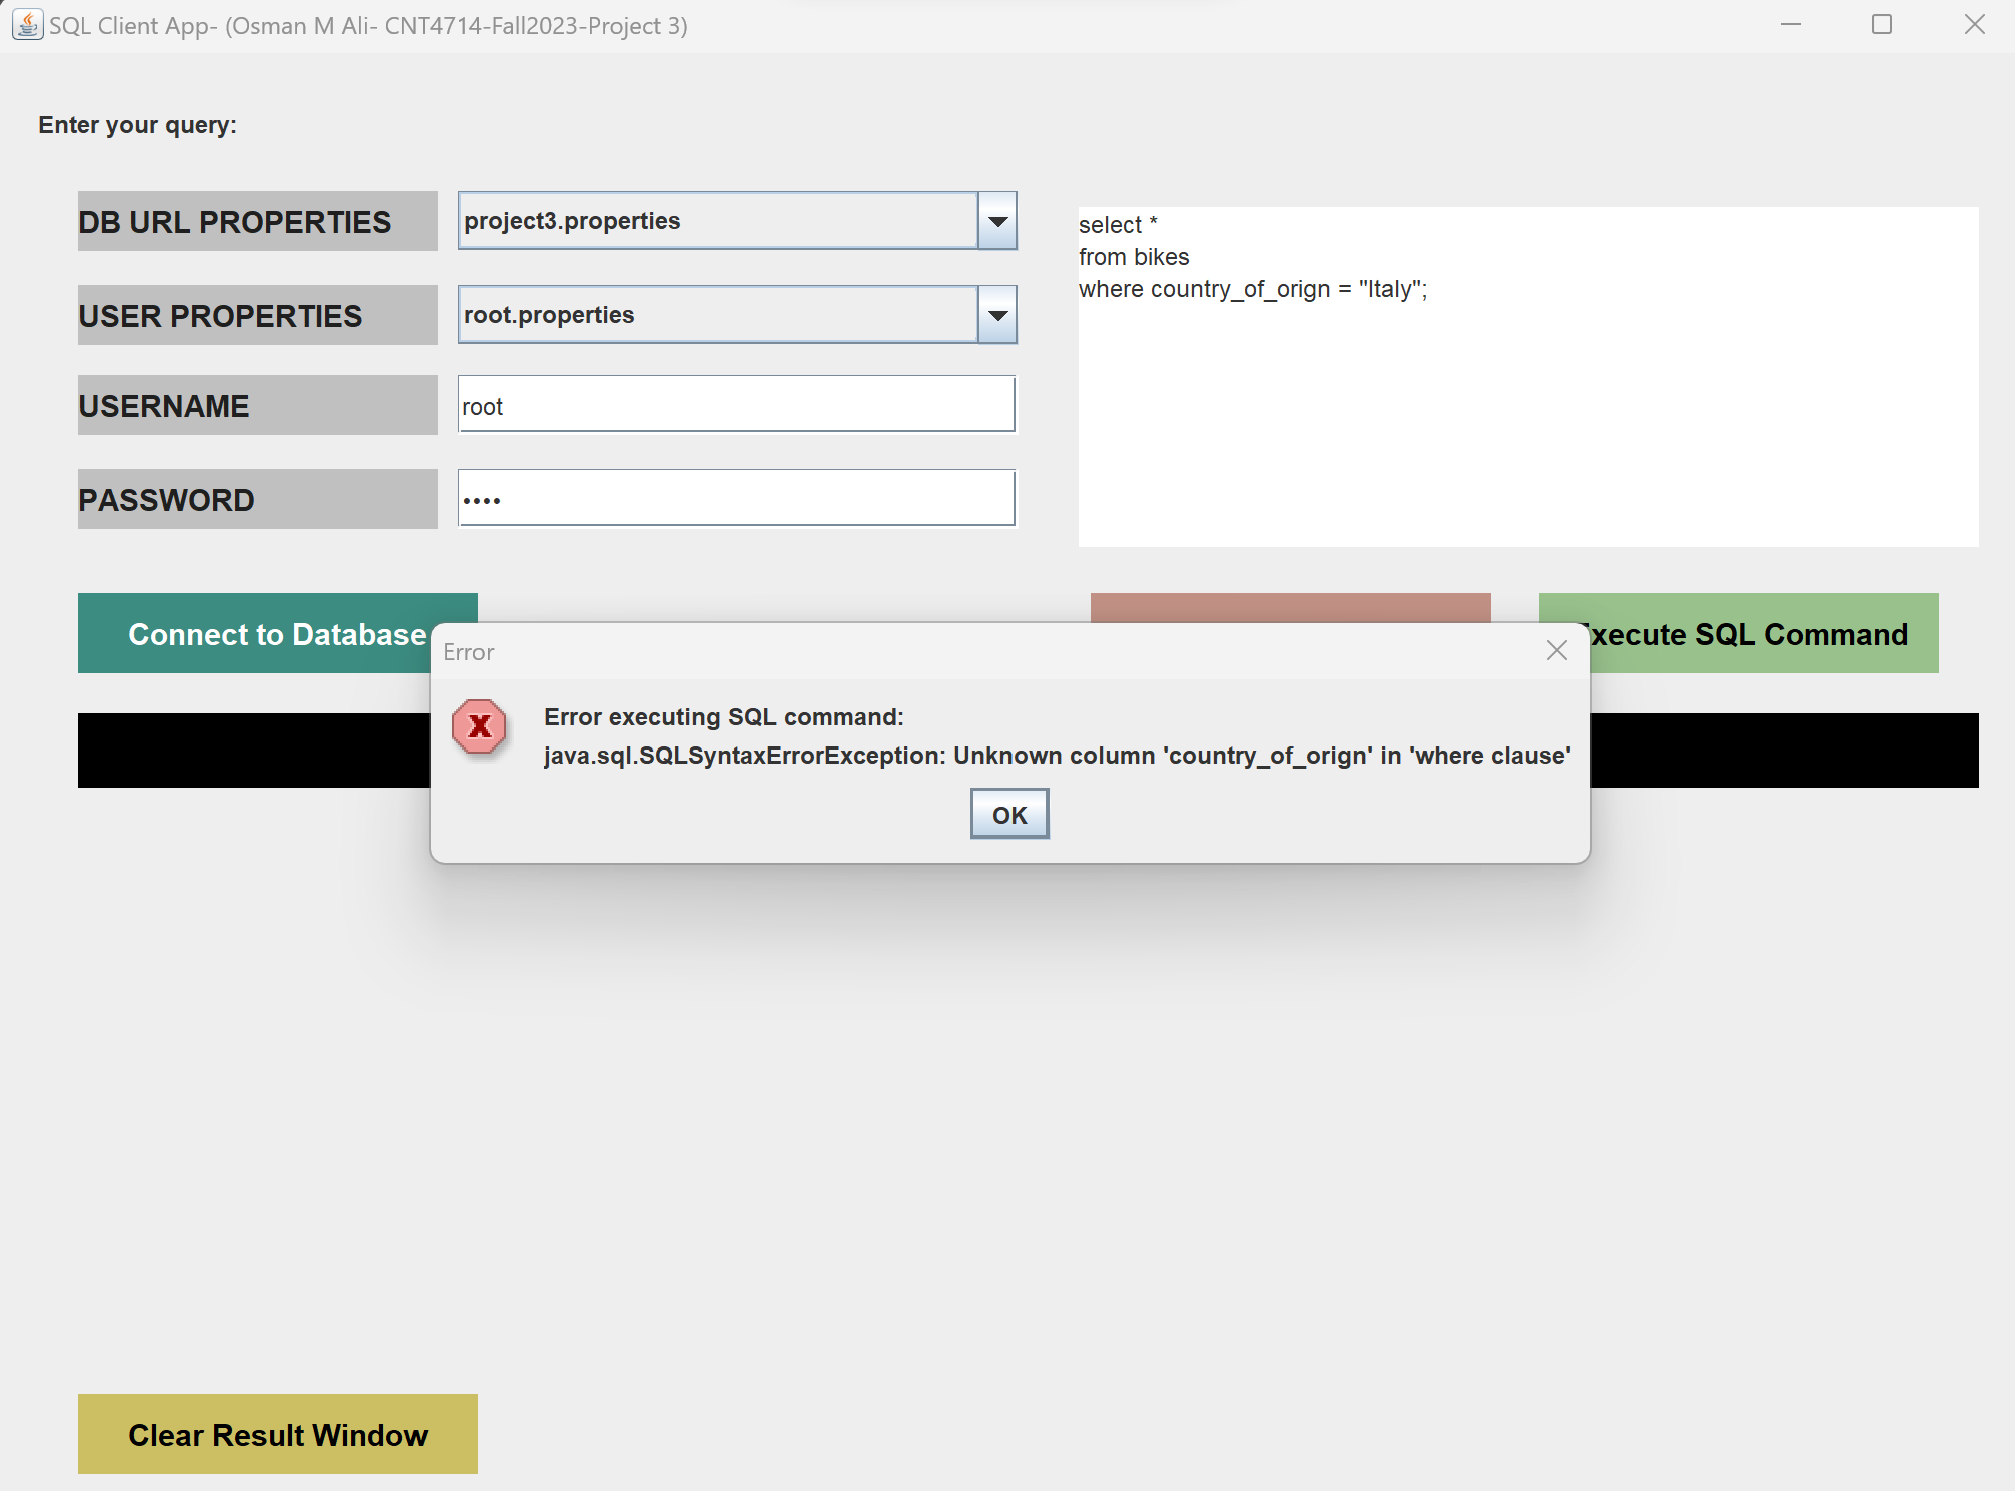 SQL Client App- (Osman M Ali- CNT4714-Fall2023-Project 3)
Enter your query:
DB URL PROPERTIES
project3.properties
USER PROPERTIES
root.properties
USERNAME
root
PASSWORD
••••
select *
from bikes
where country_of_orign = "Italy";
Connect to Database
xecute SQL Command
Error
Error executing SQL command:
java.sql.SQLSyntaxErrorException: Unknown column 'country_of_orign' in 'where clause'
OK
Clear Result Window